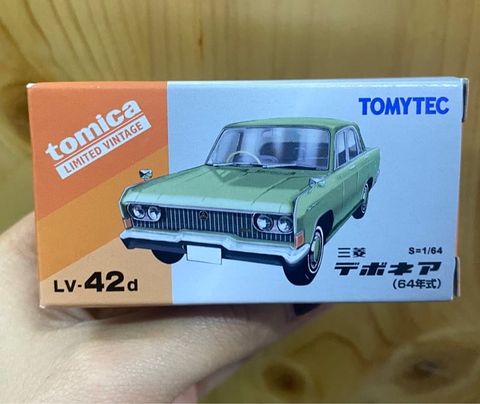 tomica
LIMITED VINTAGE
TOMYTEC
三菱 S=1/64
デボネア
(64年式)
LV-42d